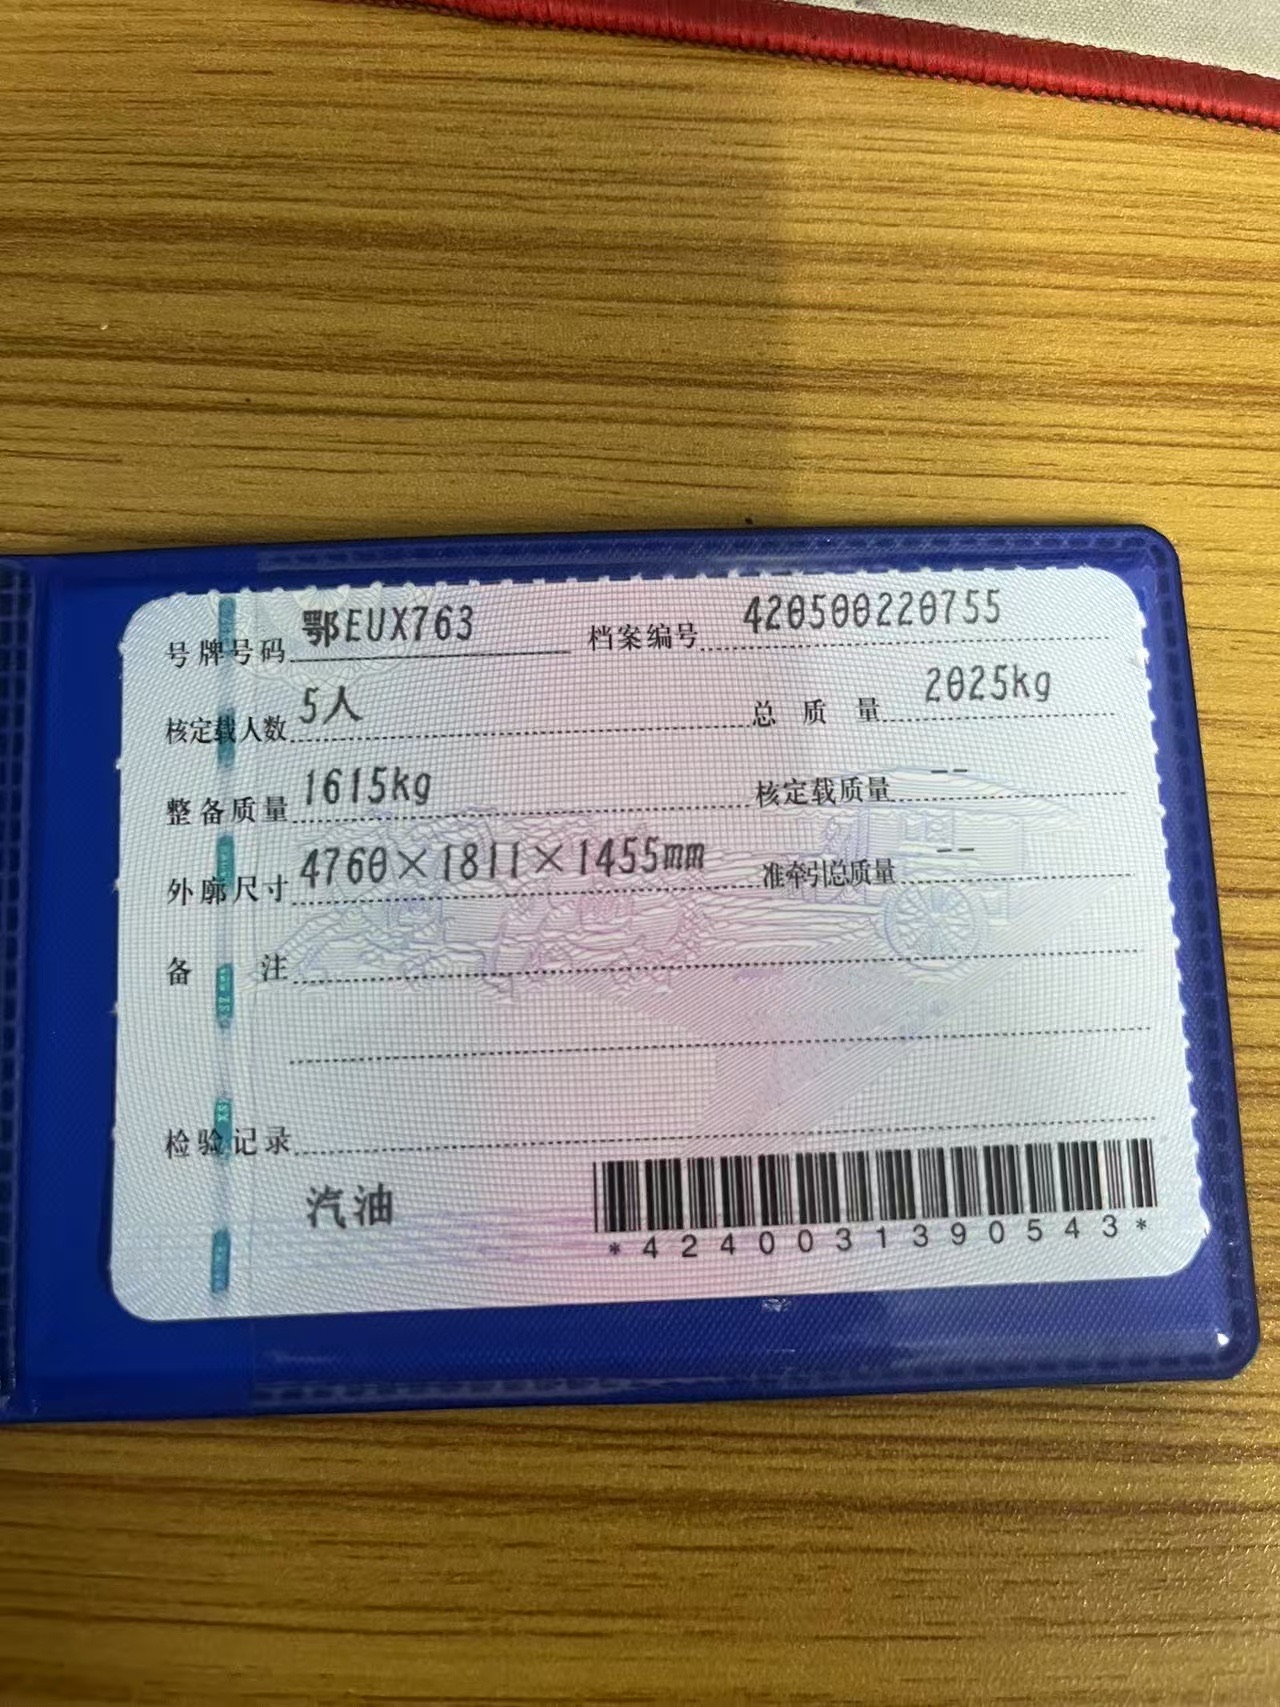 号牌号码 鄂EUX763 档案编号 420500220755
核定载人数 5人 总质量 2025kg
整备质量 1615kg 核定载质量 --
外廓尺寸 4760×1811×1455mm 准牵引总质量 --
备注
检验记录
汽油
*4240031390543*